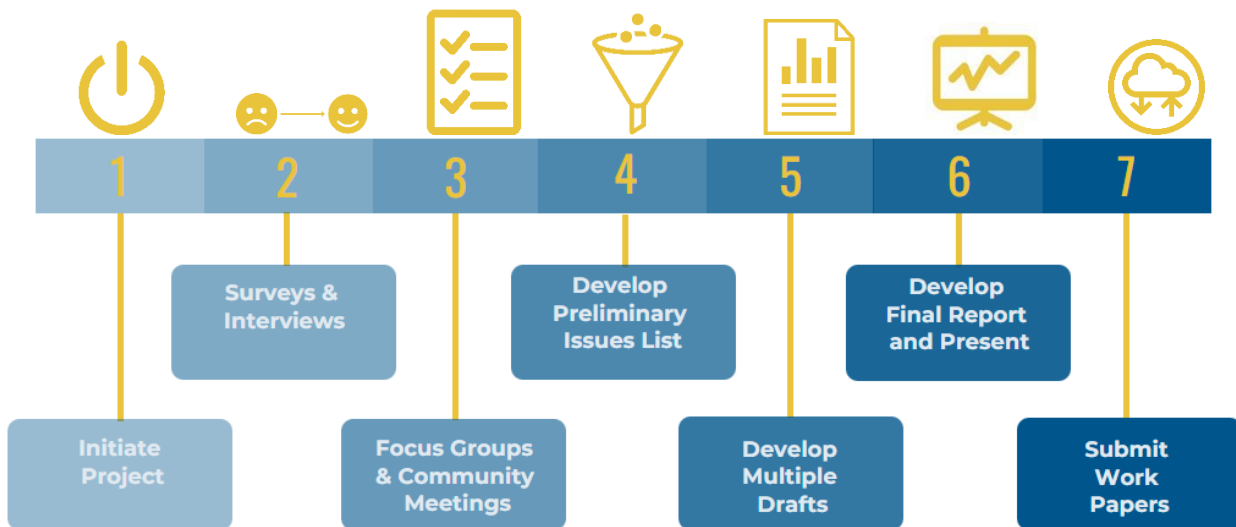 1 2 3 4 5 6 7
Surveys &
Interviews
Develop
Preliminary
Issues List
Develop
Final Report
and Present
Initiate
Project
Focus Groups
& Community
Meetings
Develop
Multiple
Drafts
Submit
Work
Papers